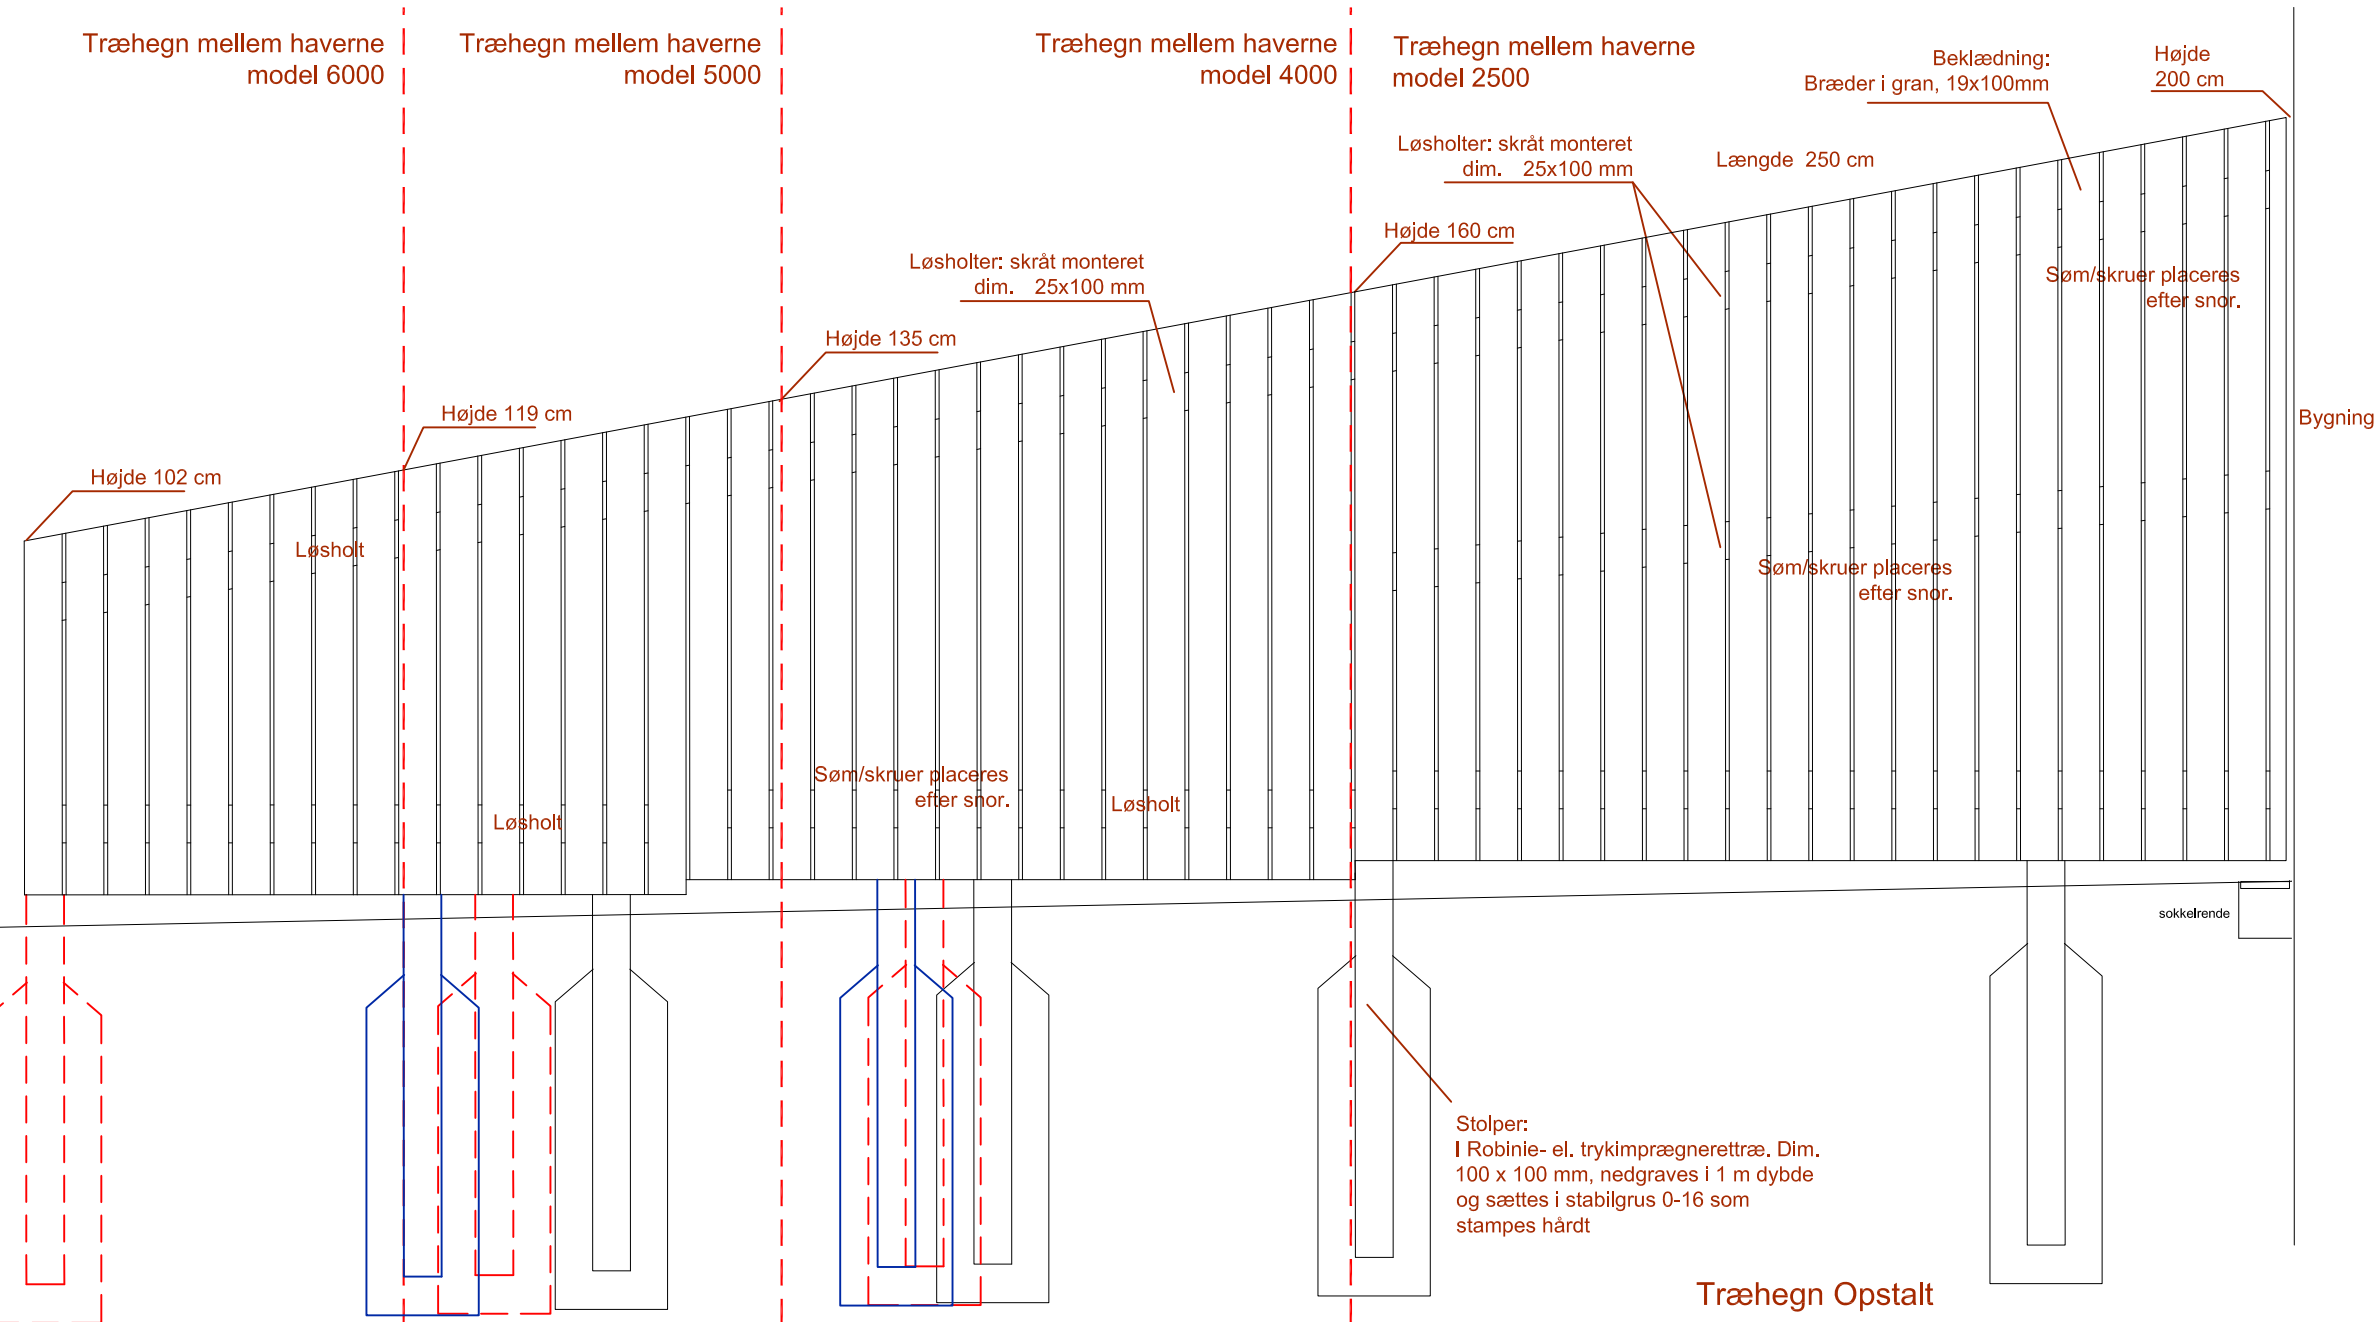 Træhegn mellem haverne
model 6000
Træhegn mellem haverne
model 5000
Træhegn mellem haverne
model 4000
Træhegn mellem haverne
model 2500
Beklædning:
Bræder i gran, 19x100mm
Højde
200 cm
Løsholter: skråt monteret
dim. 25x100 mm
Længde 250 cm
Højde 160 cm
Løsholter: skråt monteret
dim. 25x100 mm
Søm/skruer placeres
efter snor.
Højde 135 cm
Højde 119 cm
Bygning
Højde 102 cm
Løsholt
Søm/skruer placeres
efter snor.
Søm/skruer placeres
efter snor.
Løsholt
Løsholt
sokkelrende
Stolper:
I Robinie- el. trykimprægnerettræ. Dim.
100 x 100 mm, nedgraves i 1 m dybde
og sættes i stabilgrus 0-16 som
stampes hårdt
Træhegn Opstalt